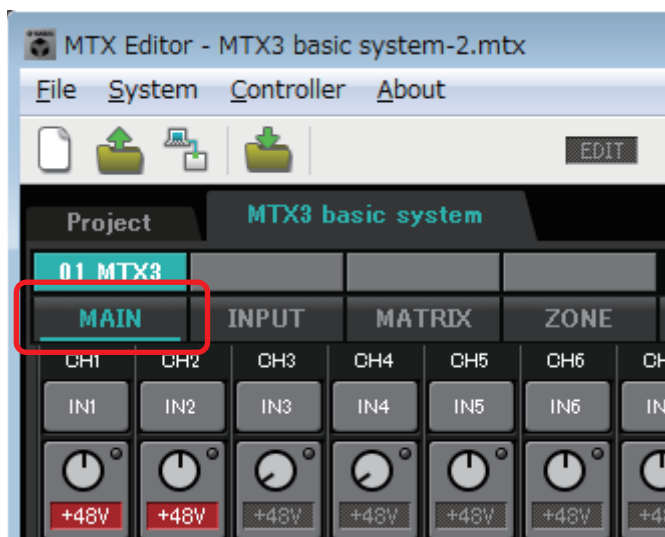 MTX Editor - MTX3 basic system-2.mtx
File System Controller About
EDIT
Project MTX3 basic system
01 MTX3
MAIN INPUT MATRIX ZONE
CH1 CH2 CH3 CH4 CH5 CH6
IN1 IN2 IN3 IN4 IN5 IN6
+48V +48V +48V +48V +48V +48V